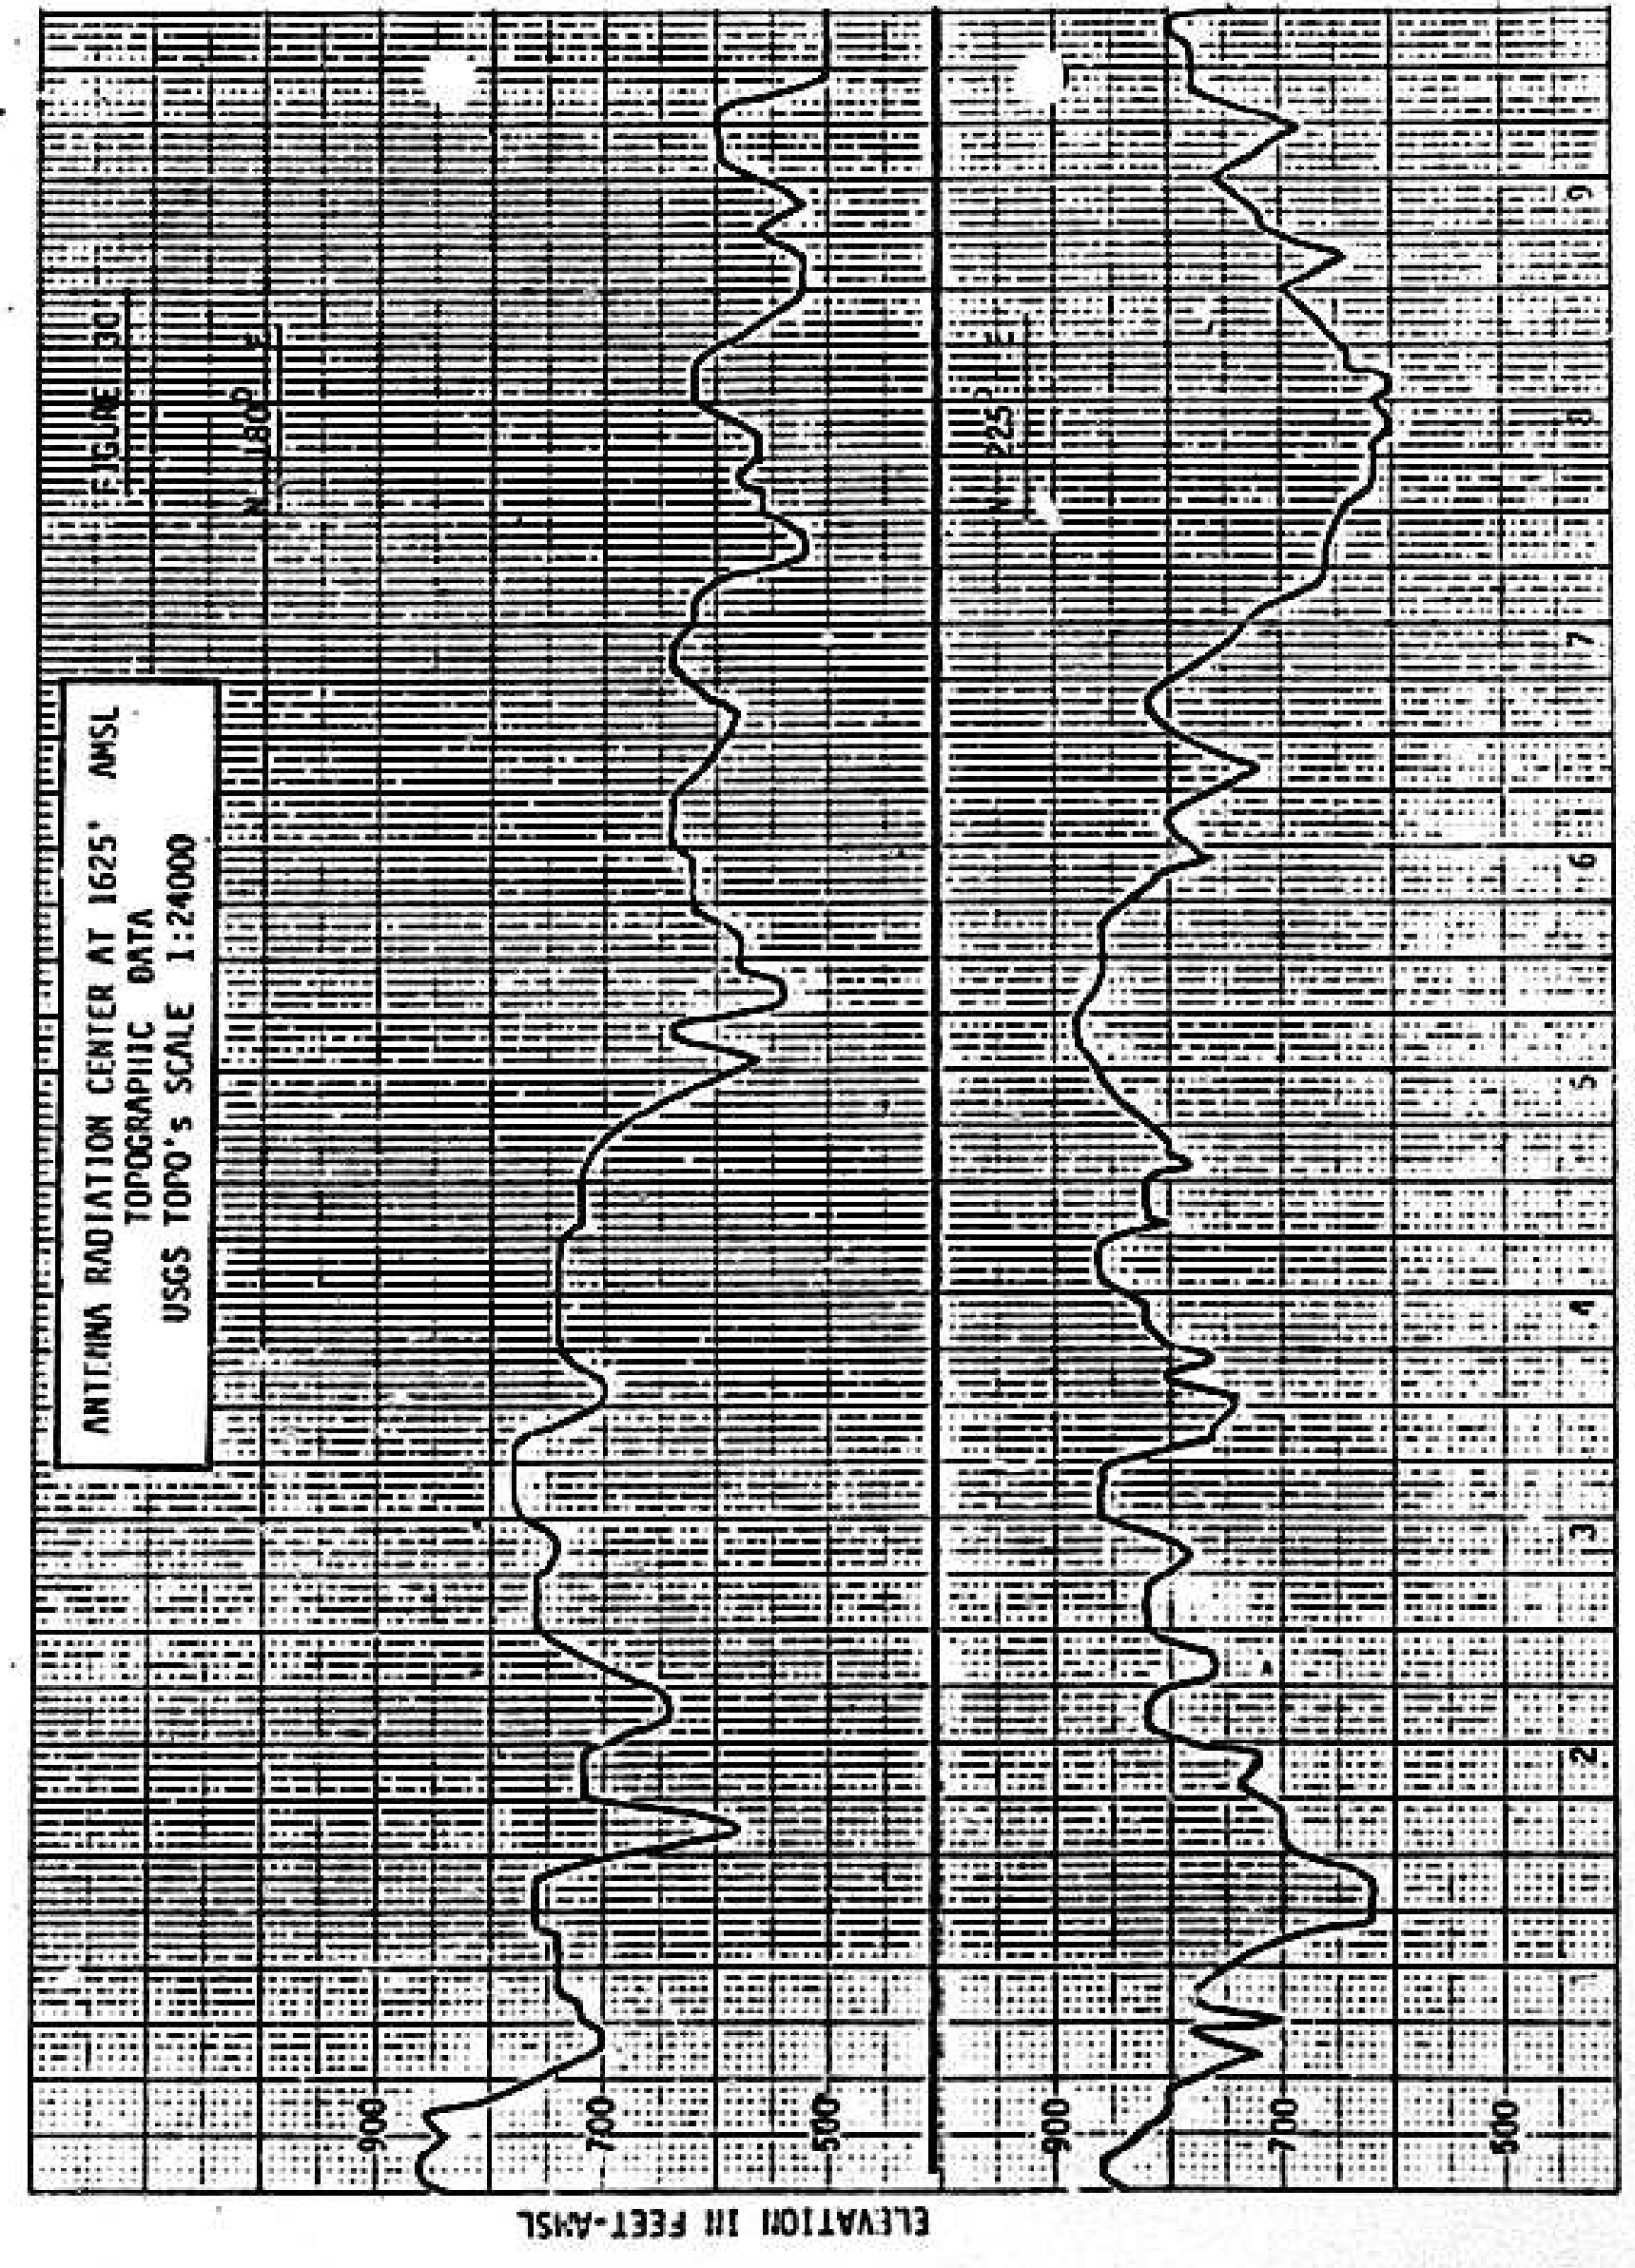 FIGURE 30
ANTENNA RADIATION CENTER AT 1625' AMSL
TOPOGRAPHIC DATA
USGS TOPO's SCALE 1:24000
N 180° E
900
700
500
N 225° E
900
700
500
2 3 4 5 6 7 8 9
ELEVATION IN FEET-AMSL